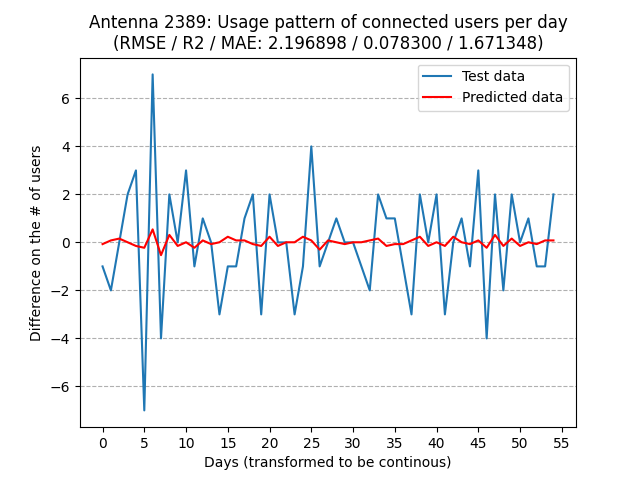 Antenna 2389: Usage pattern of connected users per day
(RMSE / R2 / MAE: 2.196898 / 0.078300 / 1.671348)
Test data
Predicted data
Difference on the # of users
6
4
2
0
−2
−4
−6
0 5 10 15 20 25 30 35 40 45 50 55
Days (transformed to be continous)